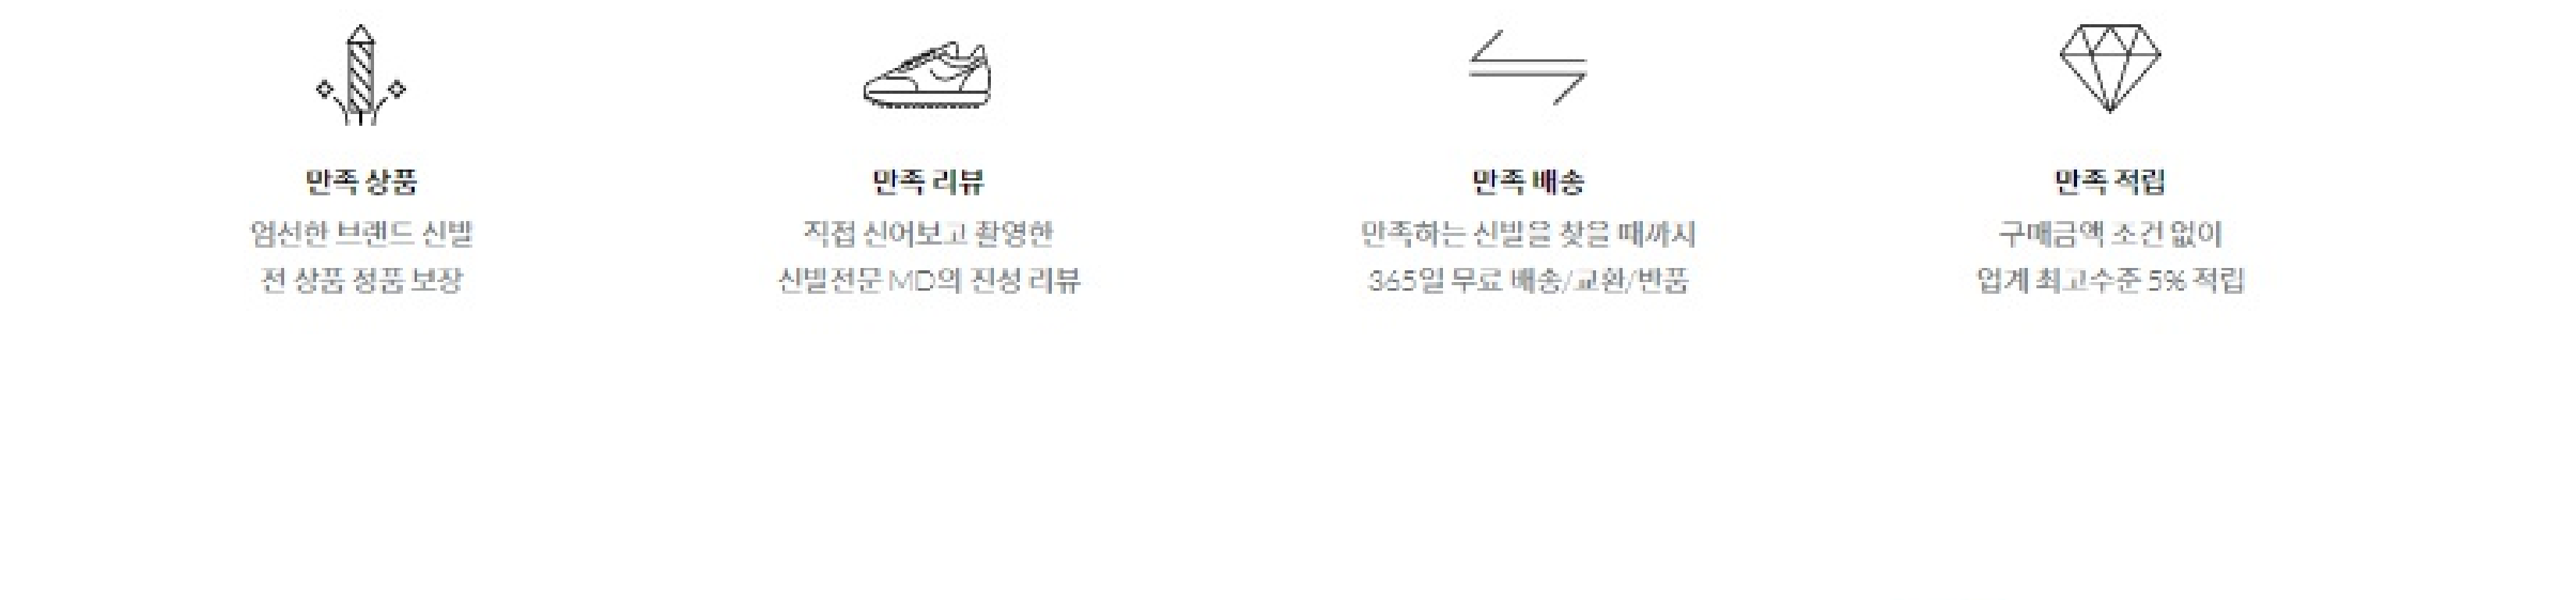 만족 상품
엄선한 브랜드 신발
전 상품 정품 보장
만족 리뷰
직접 신어보고 촬영한
신발전문 MD의 진성 리뷰
만족 배송
만족하는 신발을 찾을 때까지
365일 무료 배송/교환/반품
만족 적립
구매금액 조건 없이
업계 최고수준 5% 적립